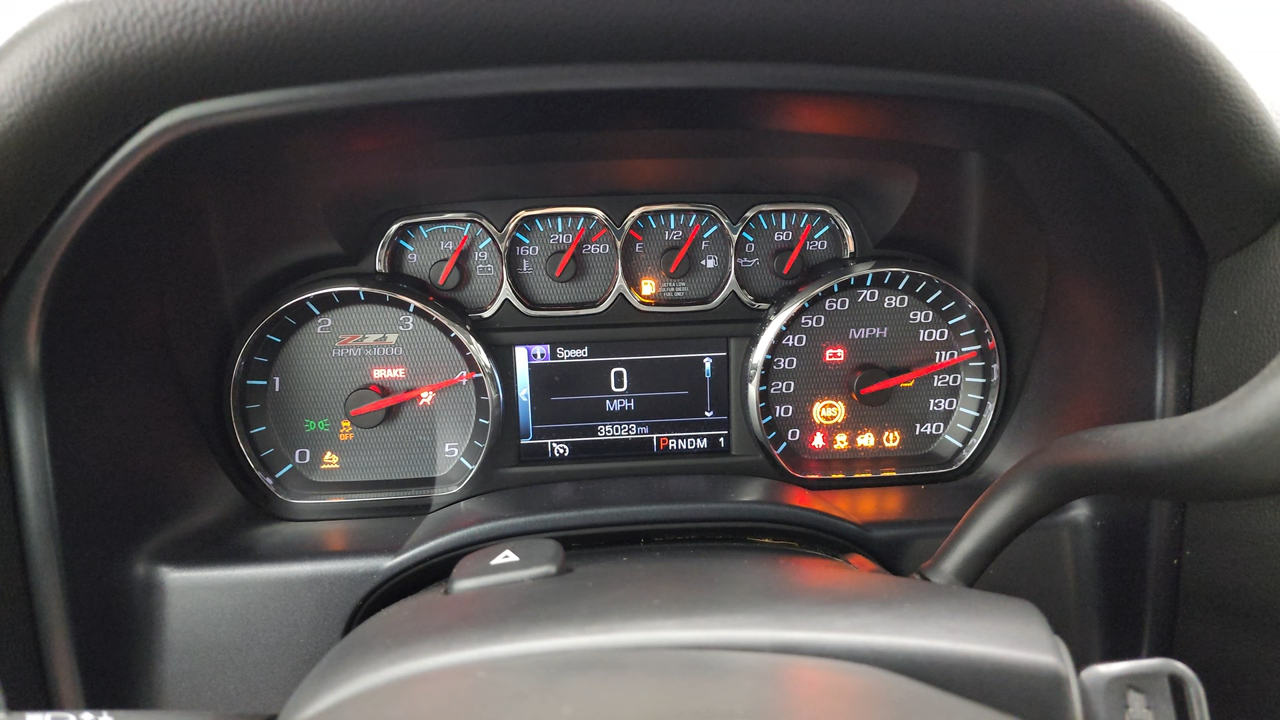 9 14 19
160 210 260
E 1/2 F
ULTRA LOW
SULFUR DIESEL
FUEL ONLY
0 60 120
0 1 2 3 4 5
Z71
RPM x1000
BRAKE
OFF
Speed
0
MPH
35023 mi
PRNDM 1
0 10 20 30 40 50 60 70 80 90 100 110 120 130 140
MPH
ABS